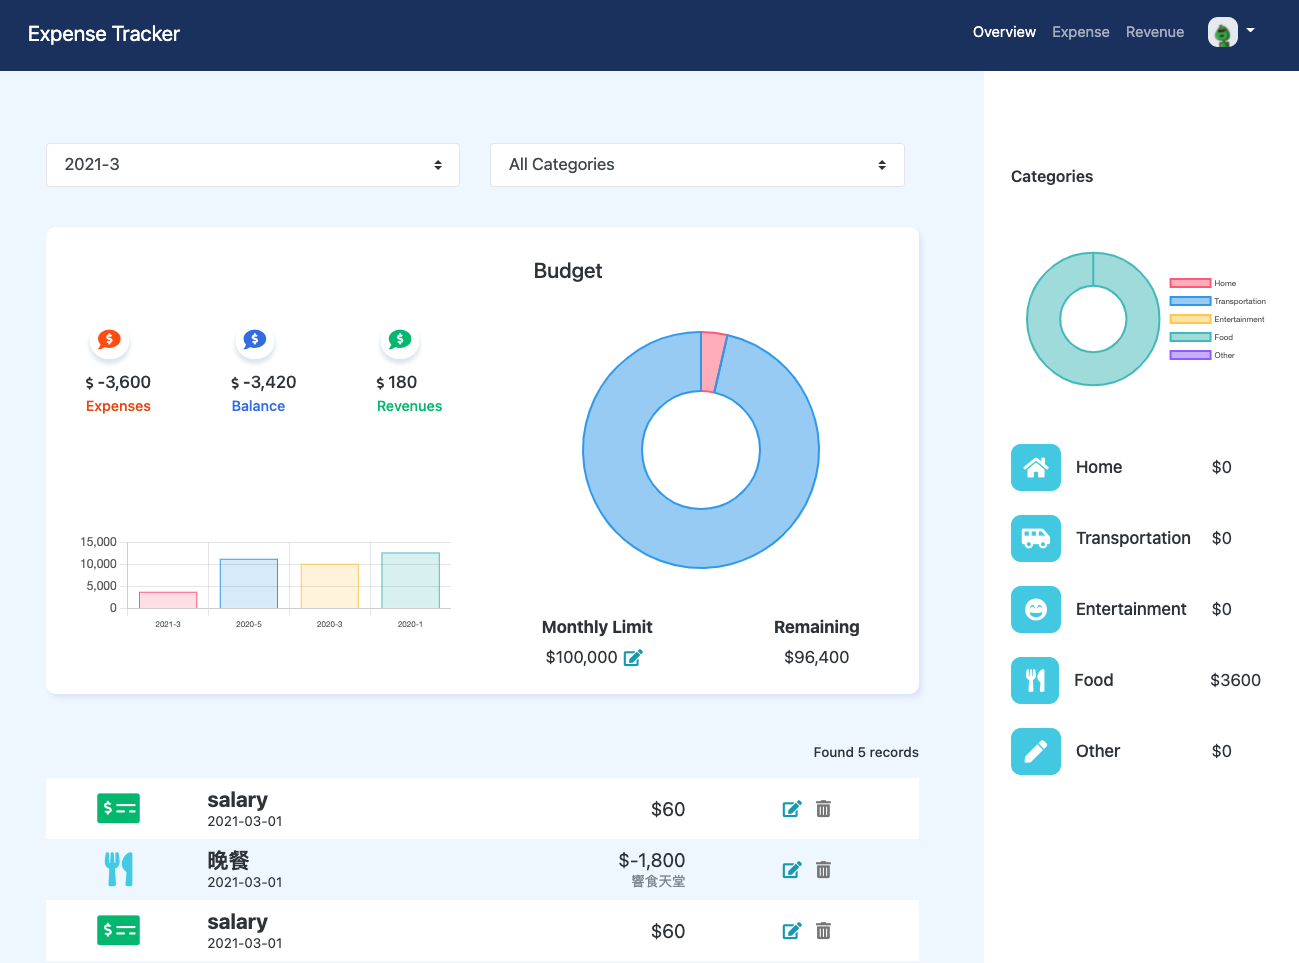 Expense Tracker
Overview Expense Revenue
2021-3
All Categories
Categories
Budget
Home
Transportation
Entertainment
Food
Other
$ -3,600
Expenses
$ -3,420
Balance
$ 180
Revenues
15,000
10,000
5,000
0
2021-3 2020-5 2020-3 2020-1
Monthly Limit
$100,000
Remaining
$96,400
Home $0
Transportation $0
Entertainment $0
Food $3600
Other $0
Found 5 records
salary
2021-03-01
$60
晚餐
2021-03-01
$-1,800
饗食天堂
salary
2021-03-01
$60